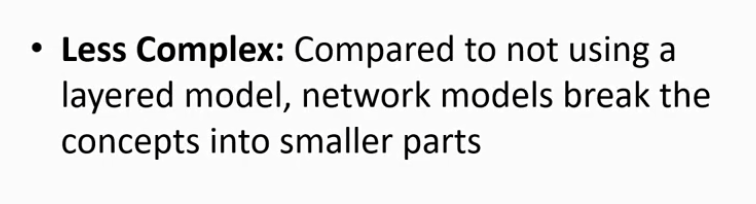 • Less Complex: Compared to not using a
layered model, network models break the
concepts into smaller parts